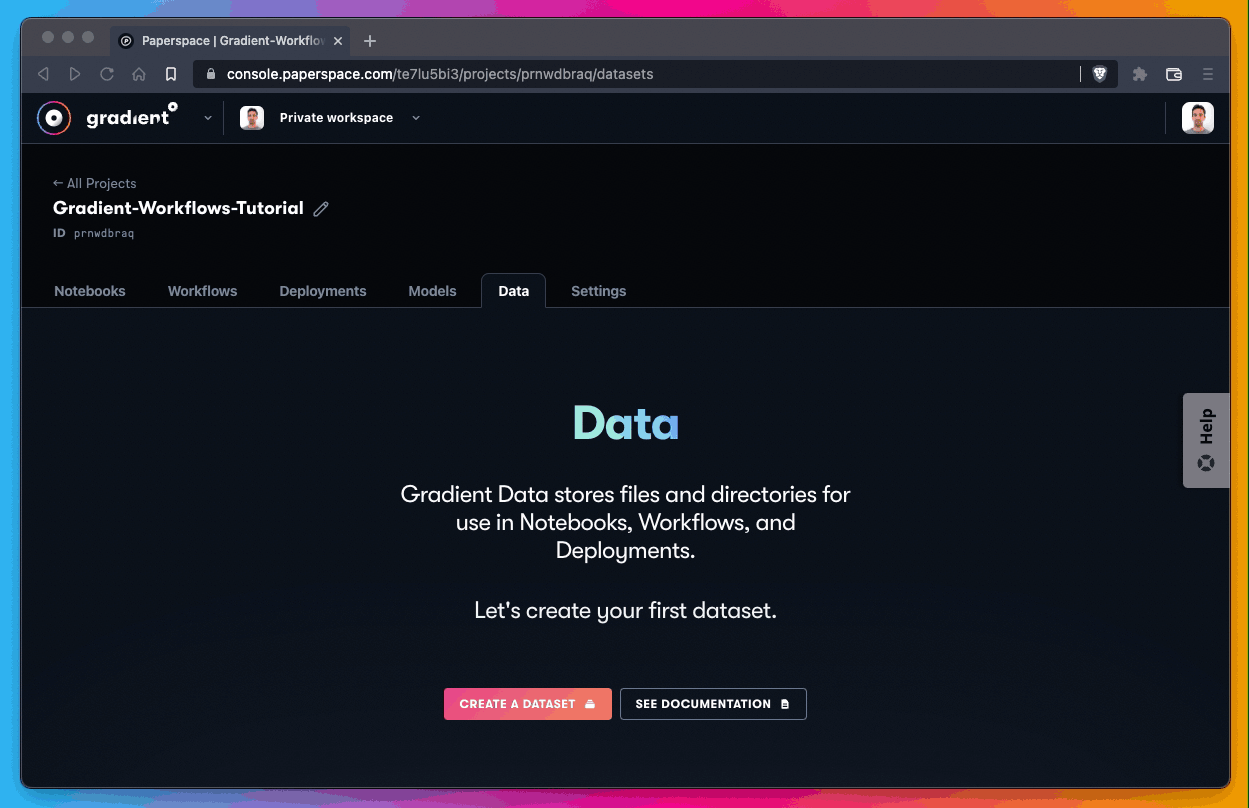 Paperspace | Gradient-Workflo
console.paperspace.com/te7lu5bi3/projects/prnwdbraq/datasets
gradient
Private workspace
← All Projects
Gradient-Workflows-Tutorial
ID prnwdbraq
Notebooks Workflows Deployments Models Data Settings
Help
Data
Gradient Data stores files and directories for
use in Notebooks, Workflows, and
Deployments.
Let's create your first dataset.
CREATE A DATASET SEE DOCUMENTATION